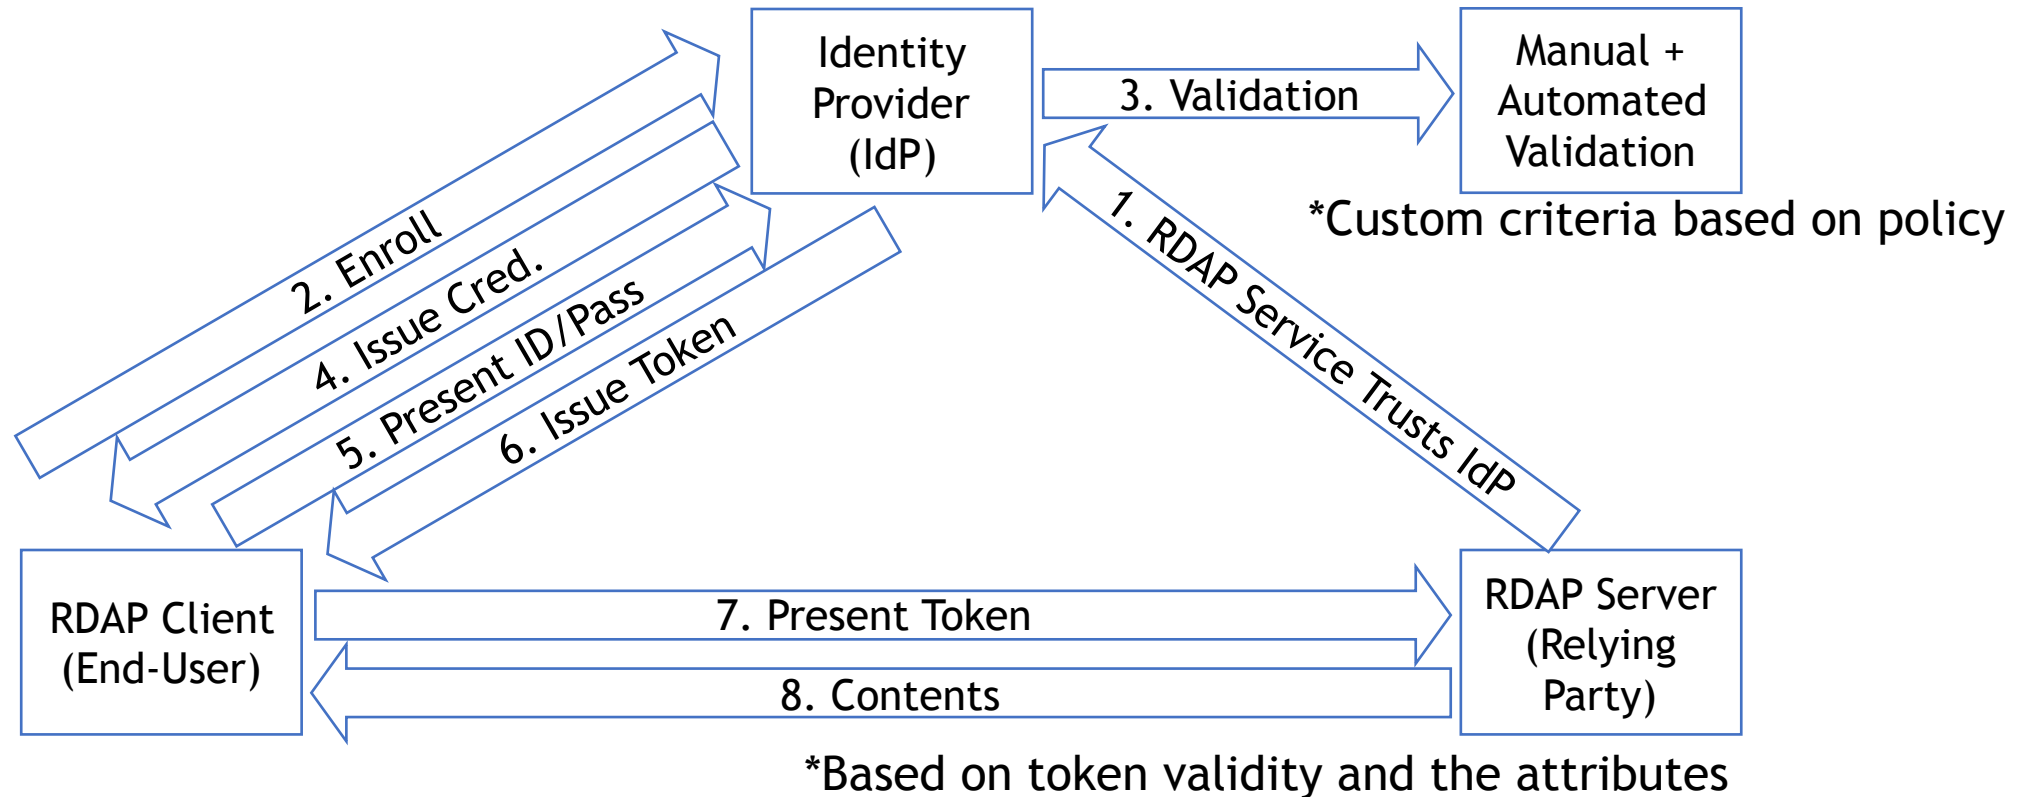 Identity
Provider
(IdP)
3. Validation
Manual +
Automated
Validation
*Custom criteria based on policy
1. RDAP Service Trusts IdP
2. Enroll
4. Issue Cred.
5. Present ID/Pass
6. Issue Token
RDAP Client
(End-User)
7. Present Token
8. Contents
RDAP Server
(Relying
Party)
*Based on token validity and the attributes